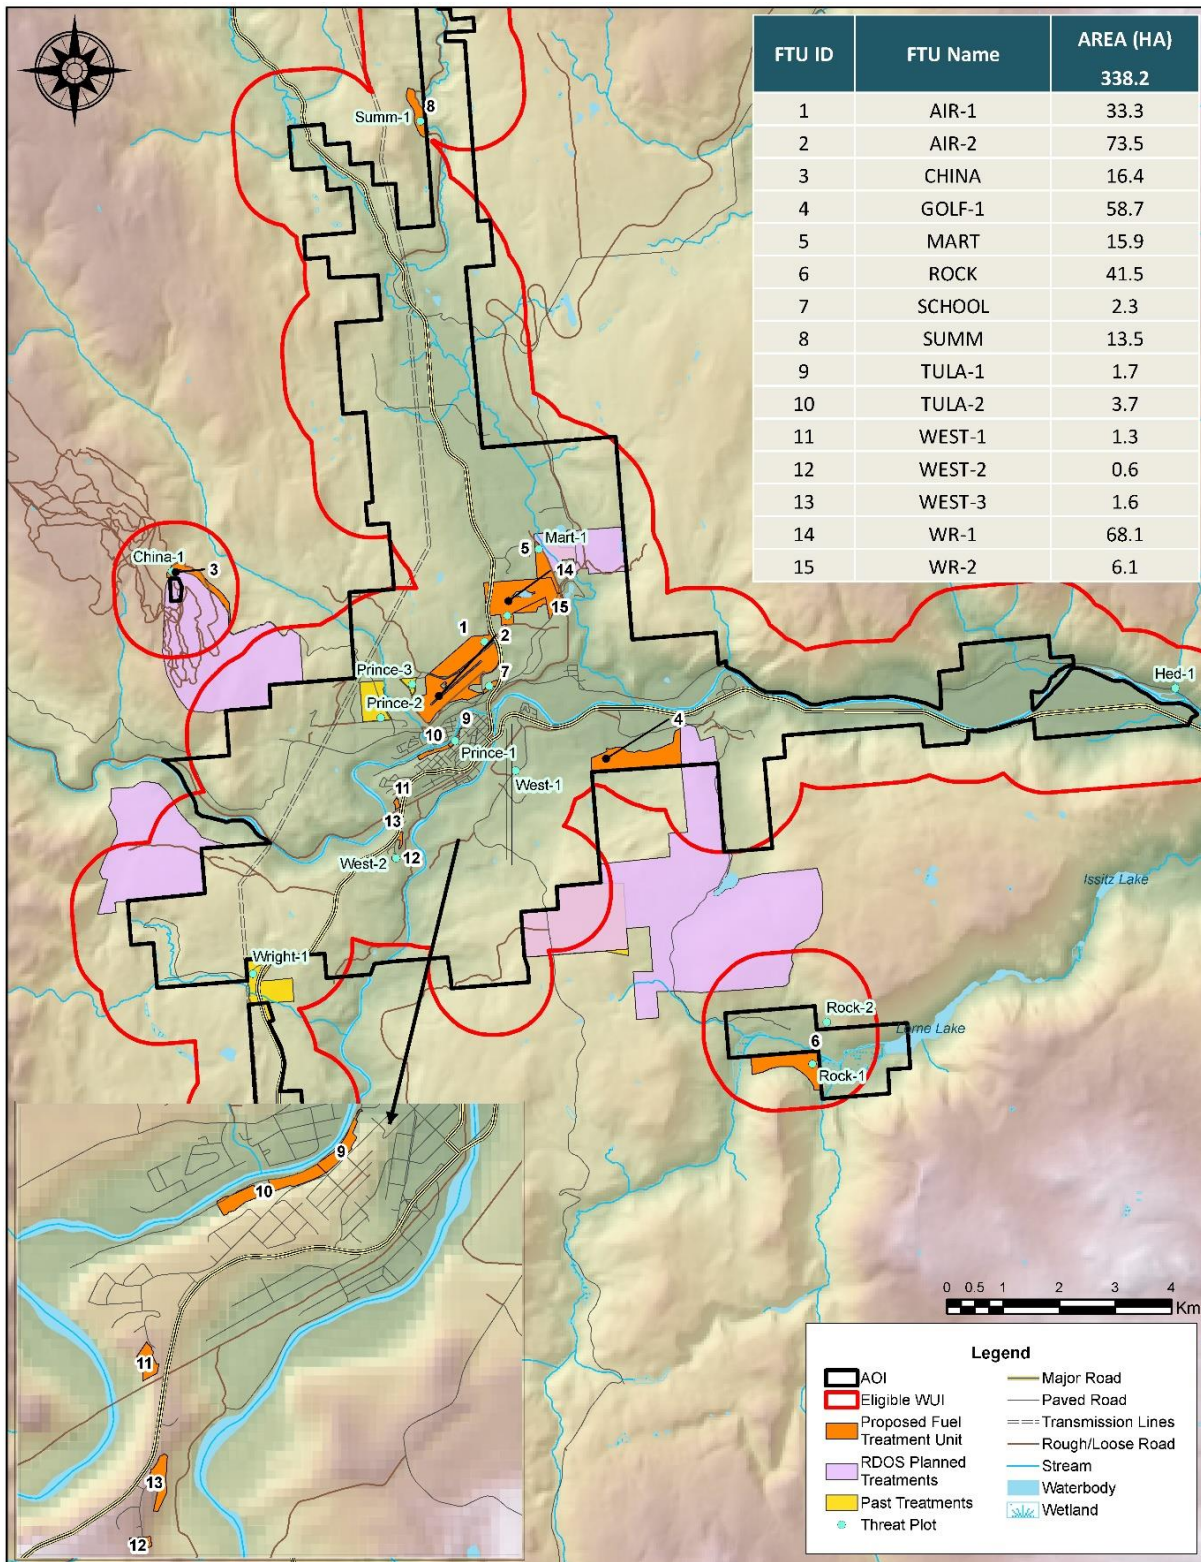 FTU ID FTU Name AREA (HA)
338.2
1 AIR-1 33.3
2 AIR-2 73.5
3 CHINA 16.4
4 GOLF-1 58.7
5 MART 15.9
6 ROCK 41.5
7 SCHOOL 2.3
8 SUMM 13.5
9 TULA-1 1.7
10 TULA-2 3.7
11 WEST-1 1.3
12 WEST-2 0.6
13 WEST-3 1.6
14 WR-1 68.1
15 WR-2 6.1
8
Summ-1
5 Mart-1
China-1
3
14
15
1 2
Prince-3
7
Hed-1
Prince-2
9
4
10
Prince-1
West-1
11
13
West-2 12
Issitz Lake
Wright-1
Rock-2
Lorne Lake
6
Rock-1
9
10
11
13
12
0 0.5 1 2 3 4
Km
Legend
AOI
Eligible WUI
Proposed Fuel
Treatment Unit
RDOS Planned
Treatments
Past Treatments
Threat Plot
Major Road
Paved Road
Transmission Lines
Rough/Loose Road
Stream
Waterbody
Wetland